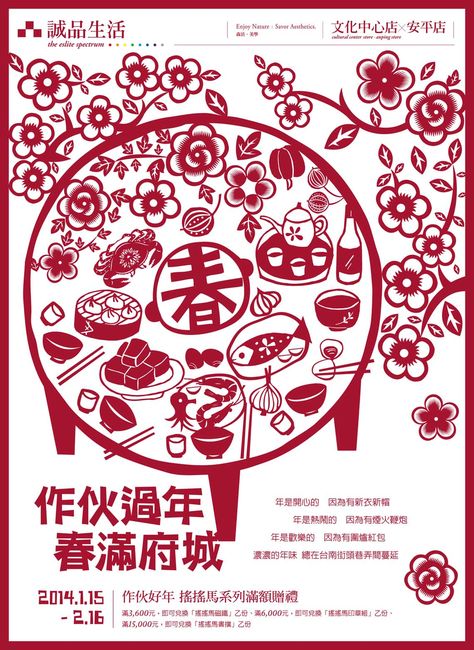 誠品生活
the eslite spectrum
Enjoy Nature · Savor Aesthetics.
森活・美學
文化中心店×安平店
cultural center store · anping store
春
作伙過年
春滿府城
年是開心的 因為有新衣新帽
年是熱鬧的 因為有煙火鞭炮
年是歡樂的 因為有圍爐紅包
濃濃的年味 總在台南街頭巷弄間蔓延
2014.1.15
- 2.16
作伙好年 搖搖馬系列滿額贈禮
滿3,600元，即可兌換「搖搖馬磁鐵」乙份、滿6,000元，即可兌換「搖搖馬印章組」乙份、
滿15,000元，即可兌換「搖搖馬書擋」乙份